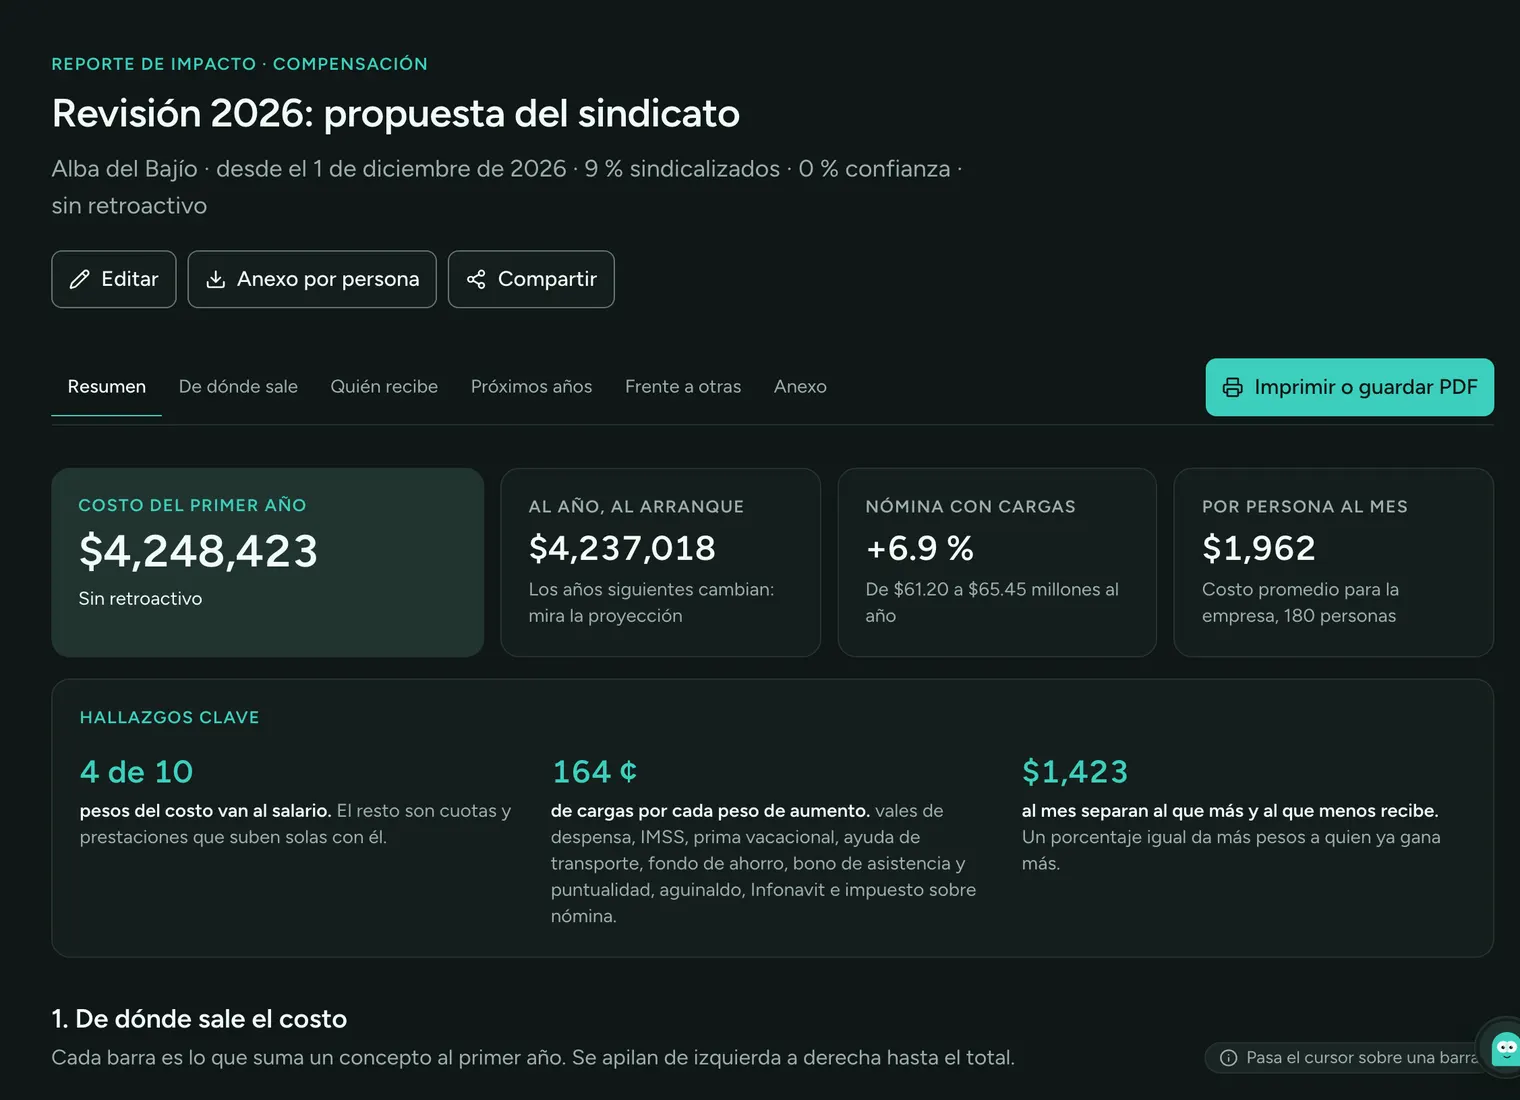 REPORTE DE IMPACTO · COMPENSACIÓN
Revisión 2026: propuesta del sindicato
Alba del Bajío · desde el 1 de diciembre de 2026 · 9 % sindicalizados · 0 % confianza ·
sin retroactivo
Editar
Anexo por persona
Compartir
Resumen
De dónde sale
Quién recibe
Próximos años
Frente a otras
Anexo
Imprimir o guardar PDF
COSTO DEL PRIMER AÑO
$4,248,423
Sin retroactivo
AL AÑO, AL ARRANQUE
$4,237,018
Los años siguientes cambian:
mira la proyección
NÓMINA CON CARGAS
+6.9 %
De $61.20 a $65.45 millones al
año
POR PERSONA AL MES
$1,962
Costo promedio para la
empresa, 180 personas
HALLAZGOS CLAVE
4 de 10
pesos del costo van al salario. El resto son cuotas y
prestaciones que suben solas con él.
164 ¢
de cargas por cada peso de aumento. vales de
despensa, IMSS, prima vacacional, ayuda de
transporte, fondo de ahorro, bono de asistencia y
puntualidad, aguinaldo, Infonavit e impuesto sobre
nómina.
$1,423
al mes separan al que más y al que menos recibe.
Un porcentaje igual da más pesos a quien ya gana
más.
1. De dónde sale el costo
Cada barra es lo que suma un concepto al primer año. Se apilan de izquierda a derecha hasta el total.
Pasa el cursor sobre una barra